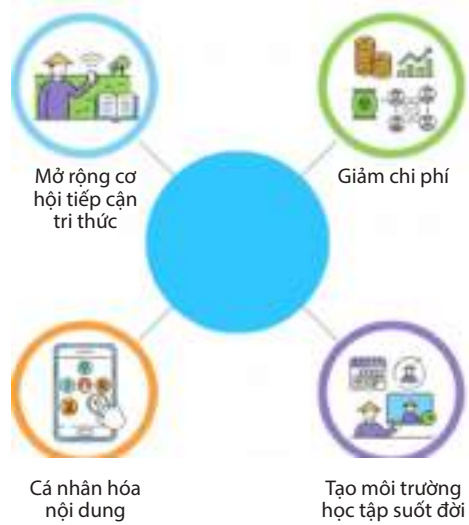 Mở rộng cơ
hội tiếp cận
tri thức
Giảm chi phí
Cá nhân hóa
nội dung
Tạo môi trường
học tập suốt đời